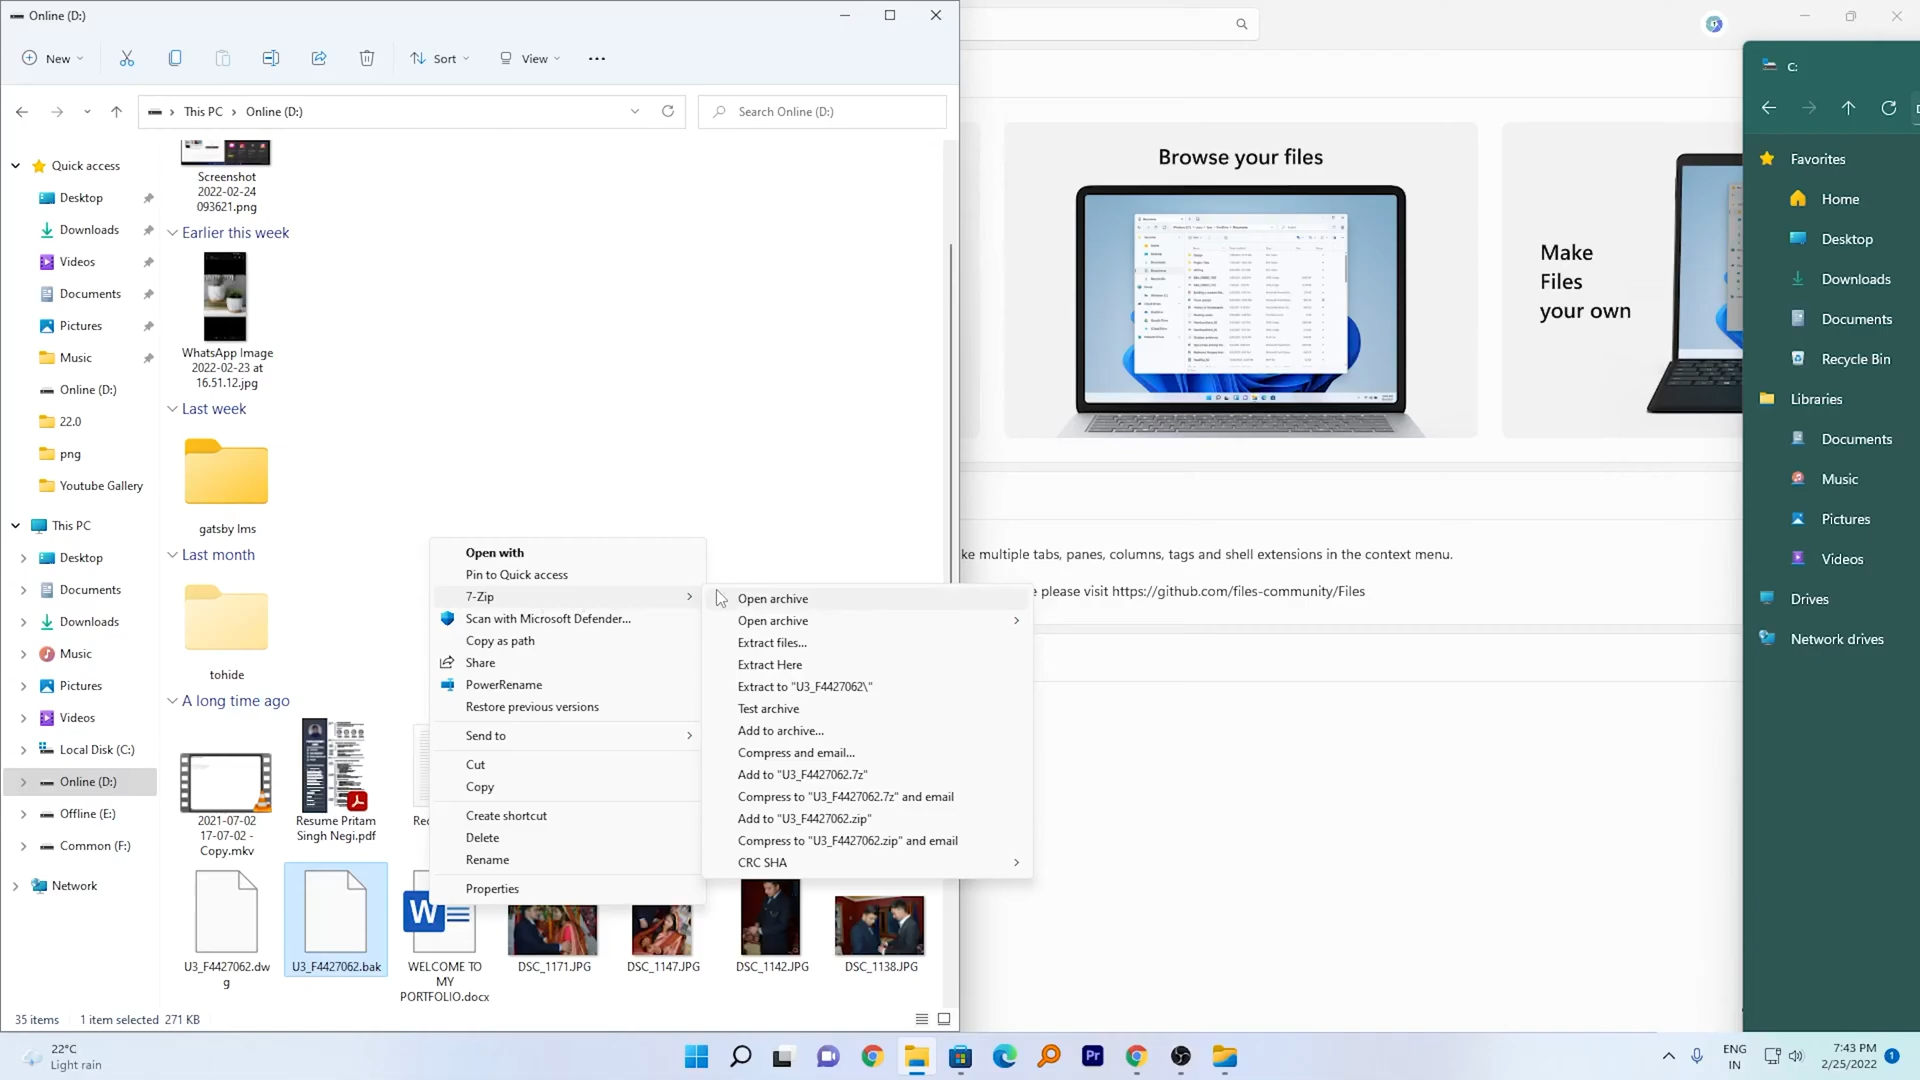 Online (D:)
New
Sort
View
This PC
Online (D:)
Search Online (D:)
Quick access
Desktop
Downloads
Videos
Documents
Pictures
Music
Online (D:)
22.0
png
Youtube Gallery
This PC
Desktop
Documents
Downloads
Music
Pictures
Videos
Local Disk (C:)
Online (D:)
Offline (E:)
Common (F:)
Network
Screenshot
2022-02-24
093621.png
Earlier this week
WhatsApp Image
2022-02-23 at
16.51.12.jpg
Last week
gatsby lms
Last month
tohide
A long time ago
2021-07-02
17-07-02 -
Copy.mkv
Resume Pritam
Singh Negi.pdf
Rec
U3_F4427062.dw
g
U3_F4427062.bak
WELCOME TO
MY
PORTFOLIO.docx
DSC_1171.JPG
DSC_1147.JPG
DSC_1142.JPG
DSC_1138.JPG
Open with
Pin to Quick access
7-Zip
Scan with Microsoft Defender...
Copy as path
Share
PowerRename
Restore previous versions
Send to
Cut
Copy
Create shortcut
Delete
Rename
Properties
Open archive
Open archive
Extract files...
Extract Here
Extract to "U3_F4427062\"
Test archive
Add to archive...
Compress and email...
Add to "U3_F4427062.7z"
Compress to "U3_F4427062.7z" and email
Add to "U3_F4427062.zip"
Compress to "U3_F4427062.zip" and email
CRC SHA
35 items
1 item selected 271 KB
Browse your files
Make
Files
your own
ke multiple tabs, panes, columns, tags and shell extensions in the context menu.
please visit https://github.com/files-community/Files
C:
Favorites
Home
Desktop
Downloads
Documents
Recycle Bin
Libraries
Documents
Music
Pictures
Videos
Drives
Network drives
22°C
Light rain
Pr
ENG
IN
7:43 PM
2/25/2022
1